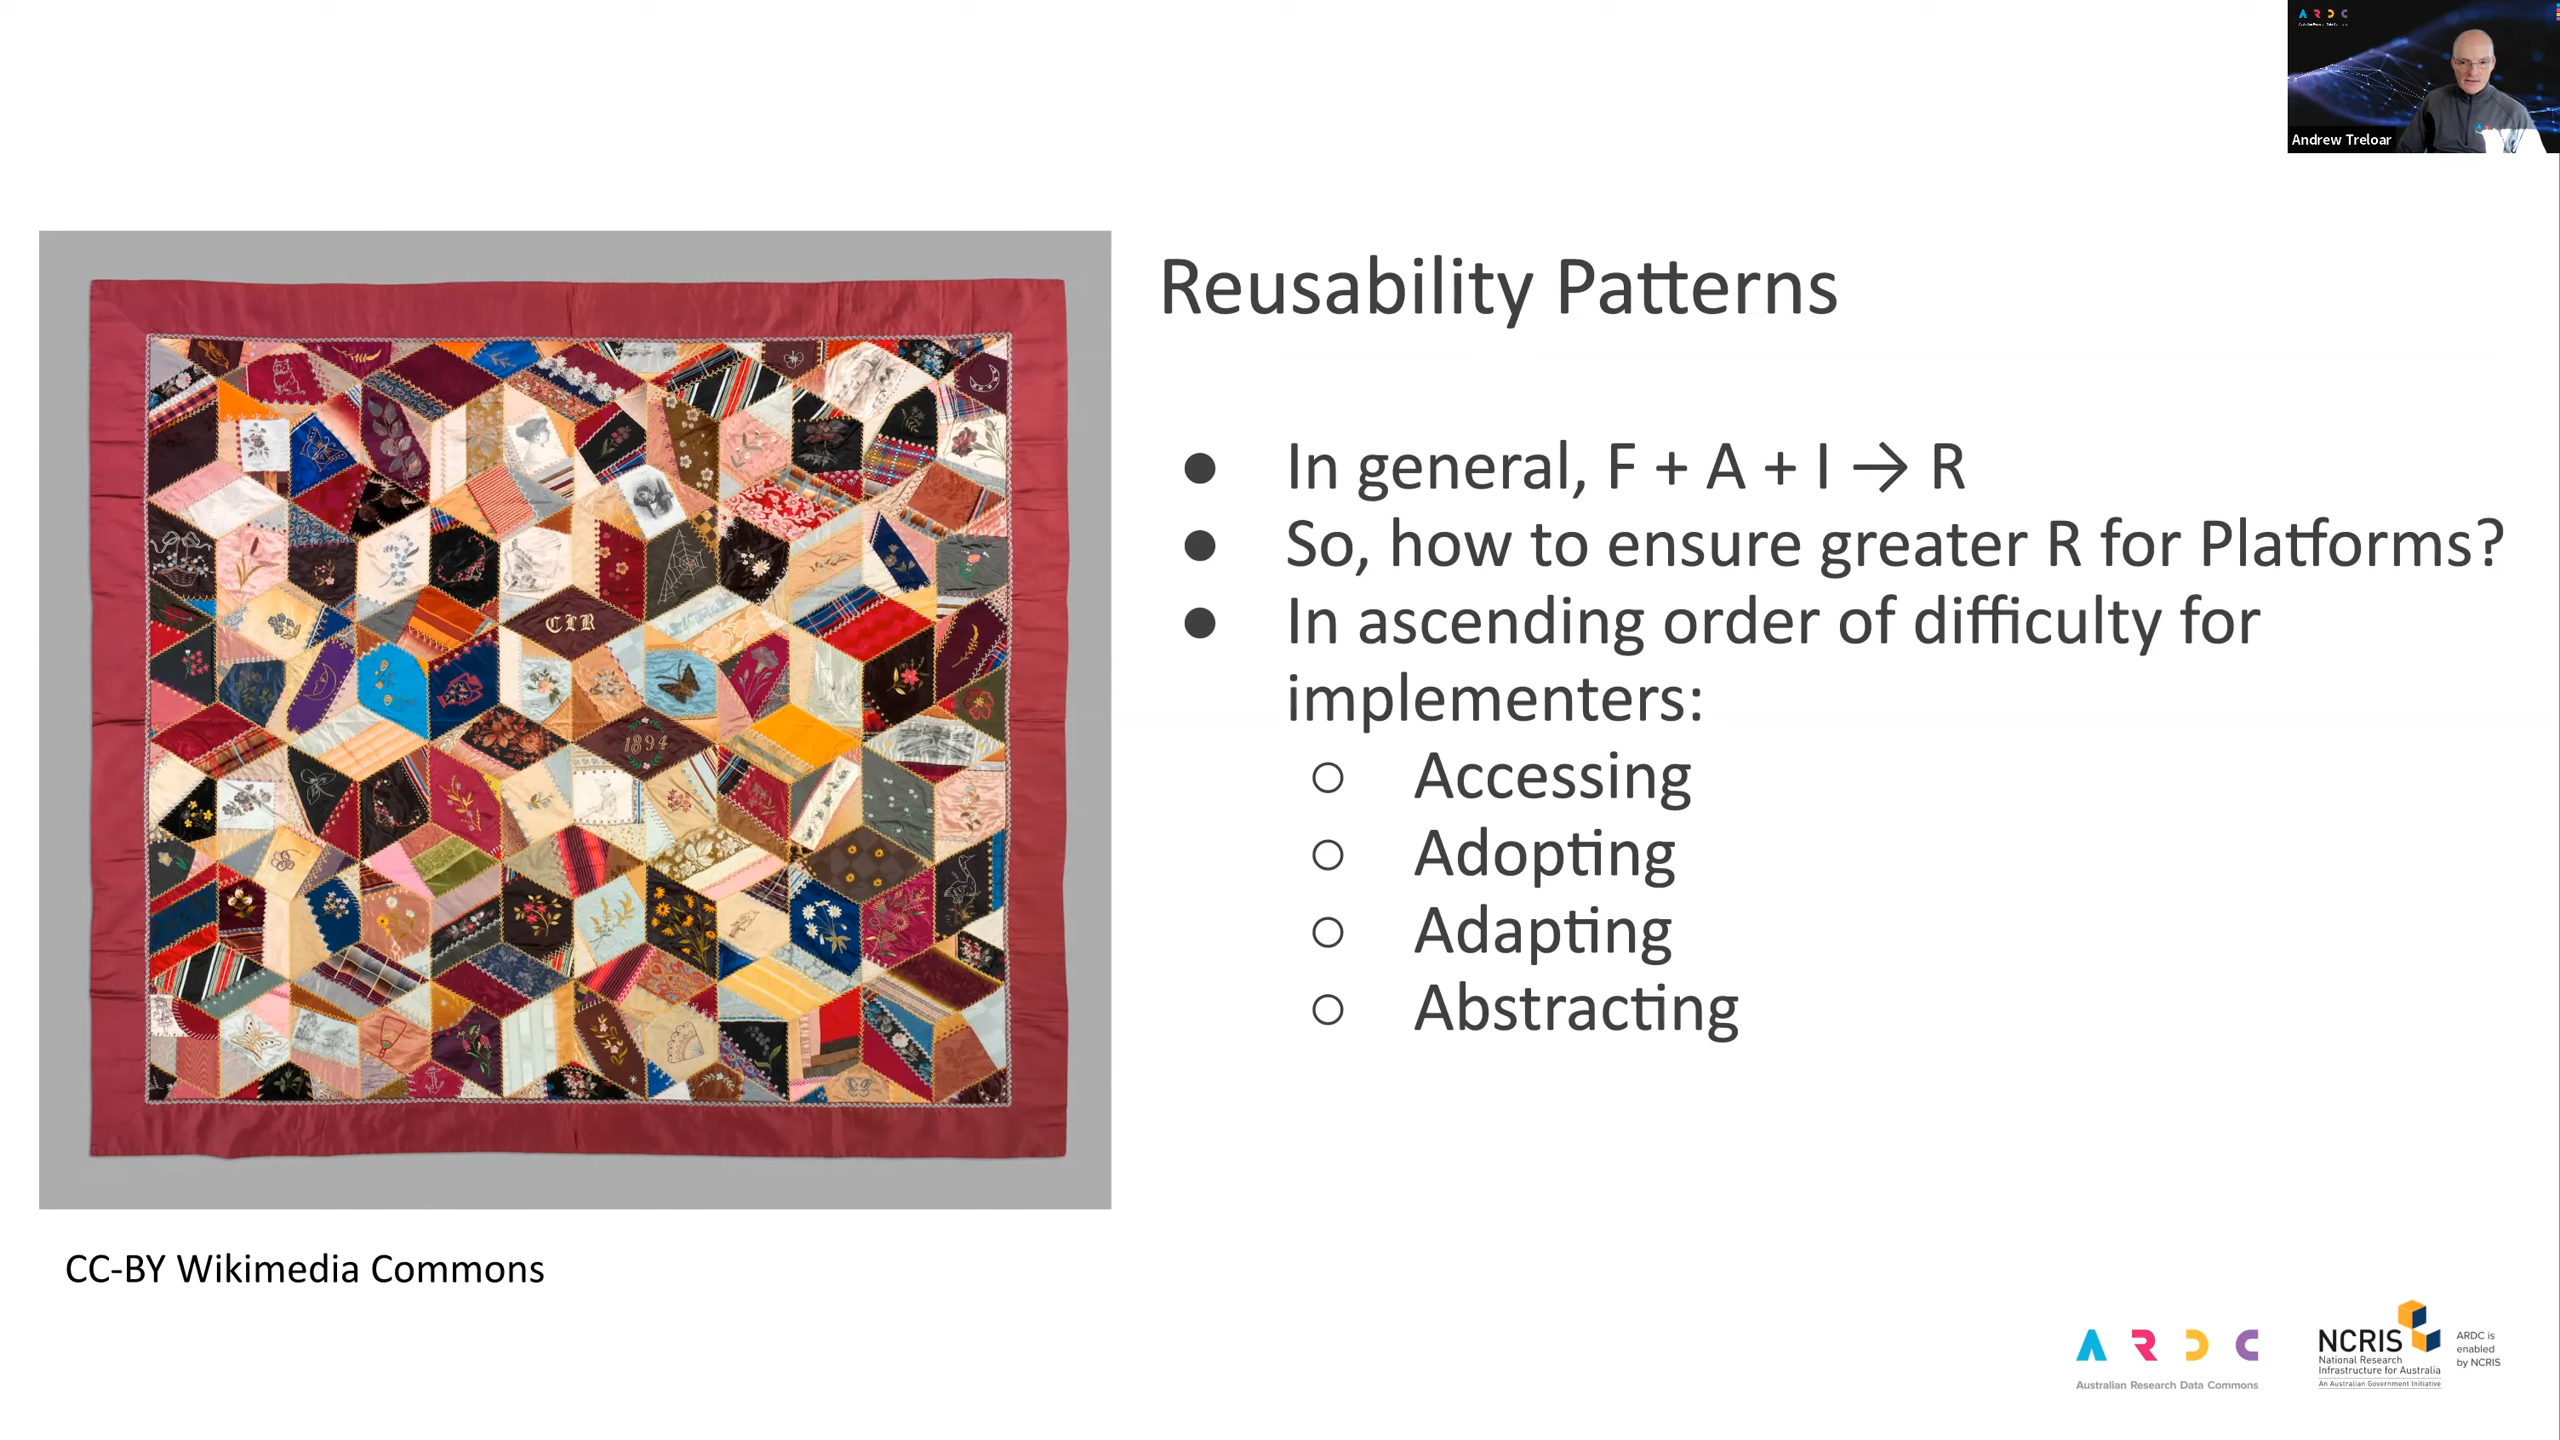 A R D C
Andrew Treloar
Reusability Patterns
● In general, F + A + I → R
● So, how to ensure greater R for Platforms?
● In ascending order of difficulty for
implementers:
○ Accessing
○ Adopting
○ Adapting
○ Abstracting
CLR
1894
CC-BY Wikimedia Commons
A R D C
Australian Research Data Commons
NCRIS
National Research
Infrastructure for Australia
An Australian Government Initiative
ARDC is
enabled
by NCRIS